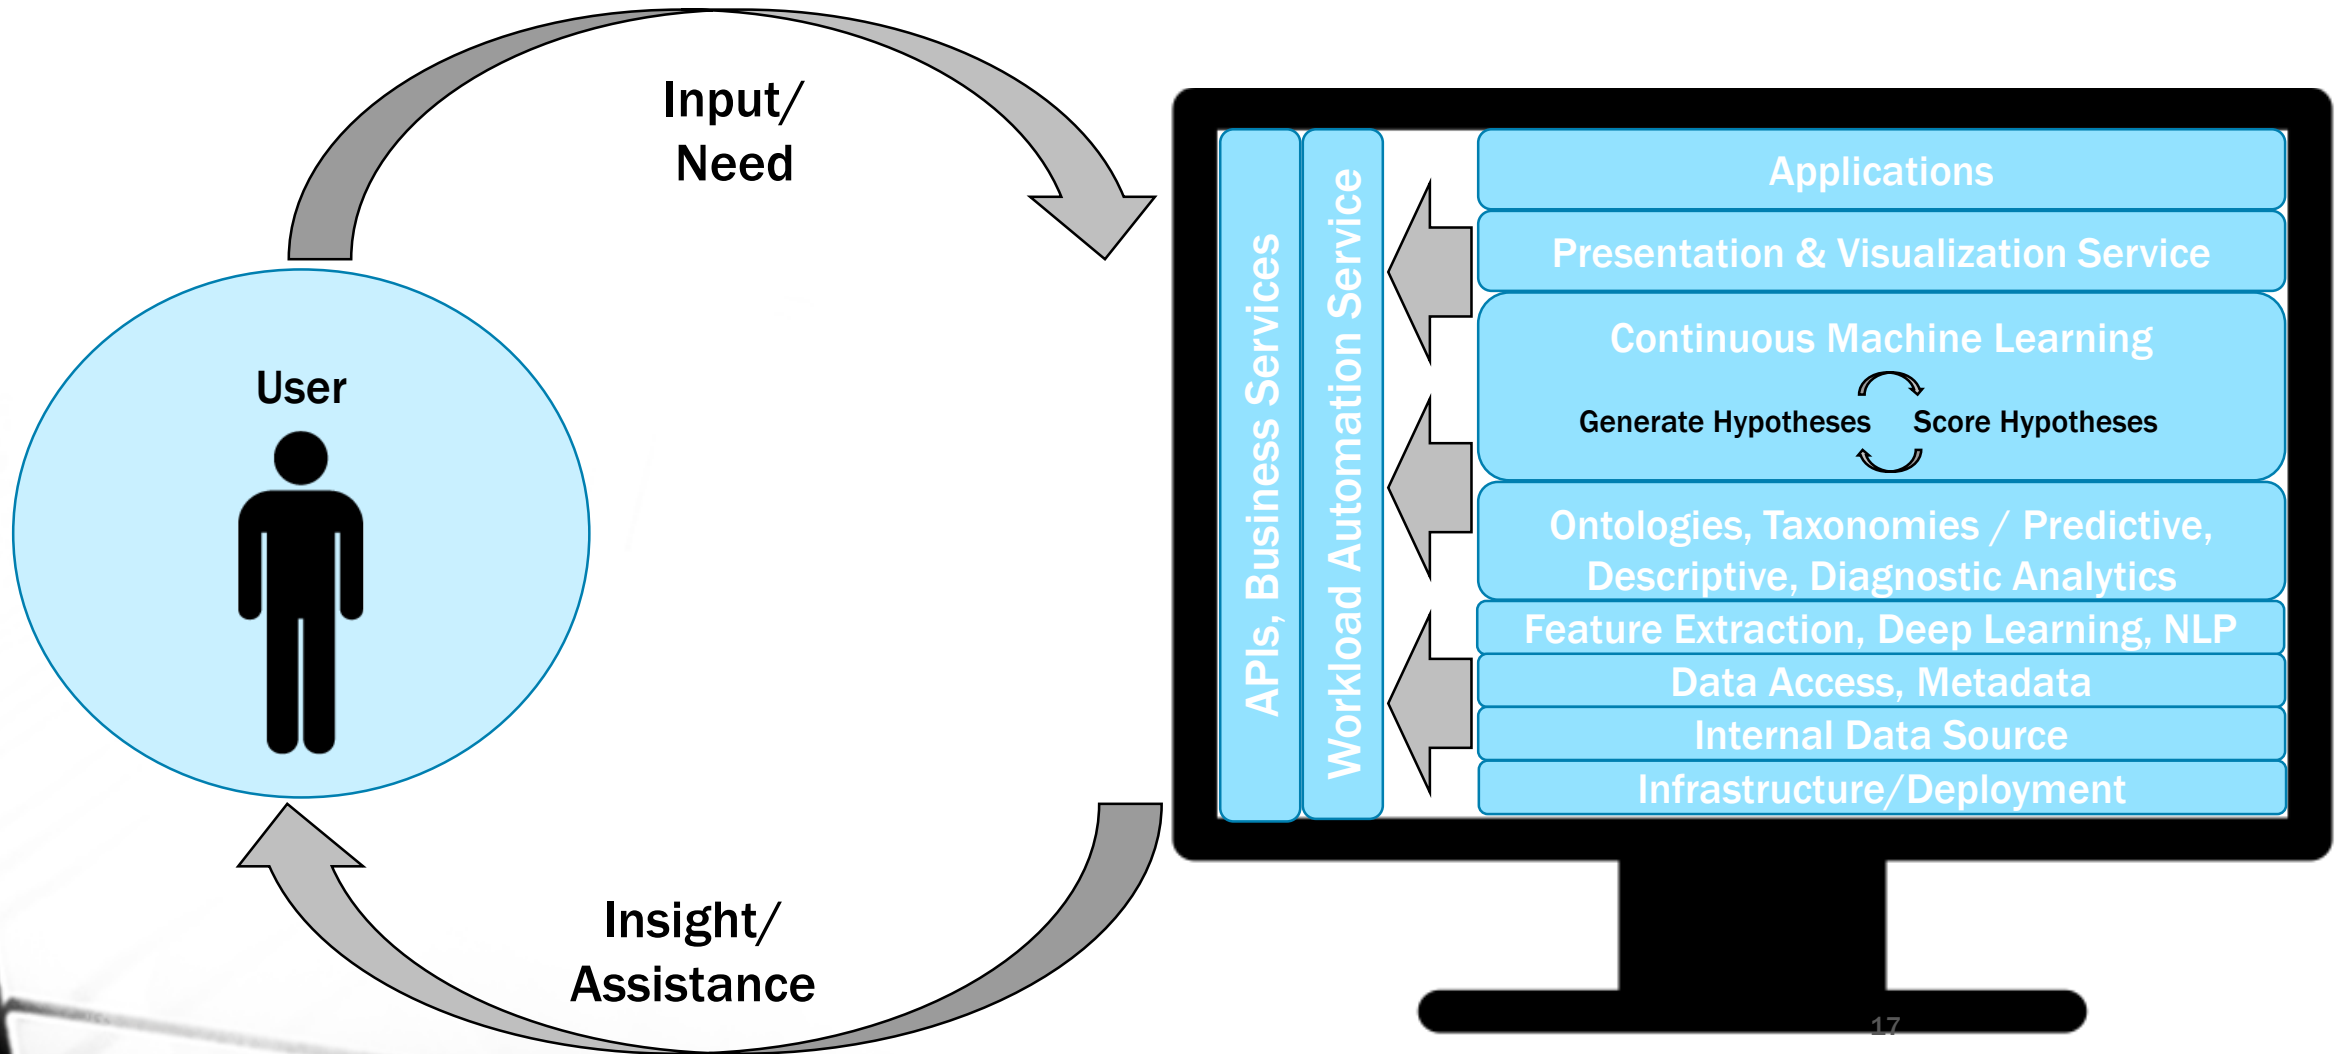 Input/
Need
User
Insight/
Assistance
APIs, Business Services
Workload Automation Service
Applications
Presentation & Visualization Service
Continuous Machine Learning
Generate Hypotheses
Score Hypotheses
Ontologies, Taxonomies / Predictive,
Descriptive, Diagnostic Analytics
Feature Extraction, Deep Learning, NLP
Data Access, Metadata
Internal Data Source
Infrastructure/Deployment
17